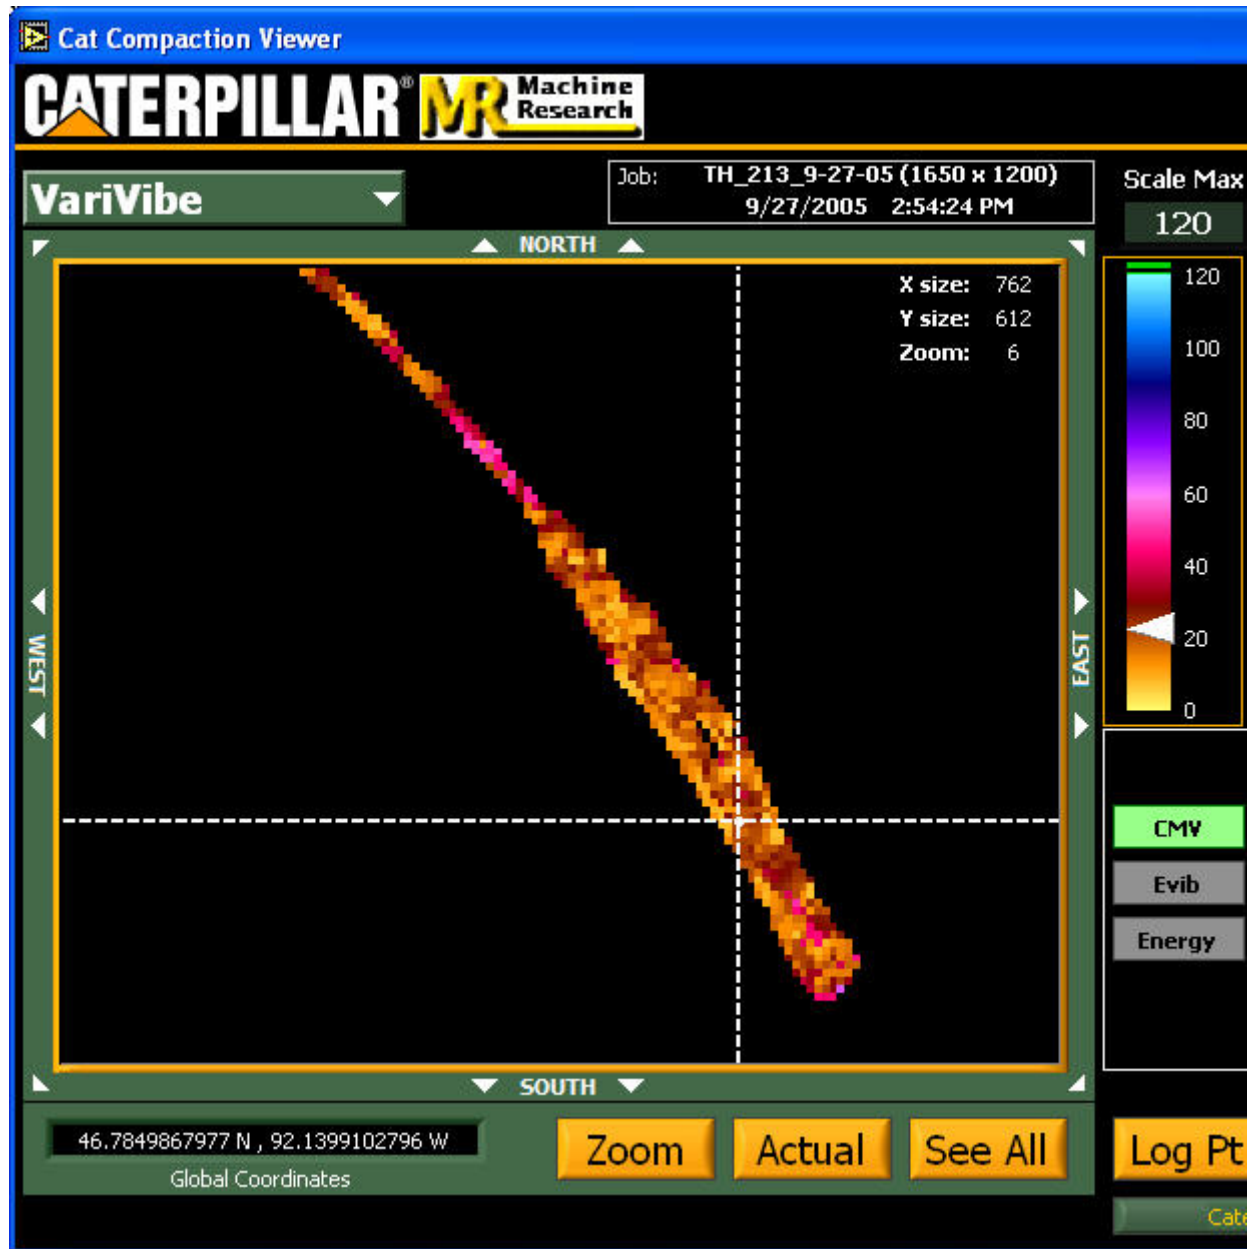 Cat Compaction Viewer
CATERPILLAR® MR Machine
Research
VariVibe
Job: TH_213_9-27-05 (1650 x 1200)
9/27/2005 2:54:24 PM
Scale Max
120
NORTH
X size: 762
Y size: 612
Zoom: 6
120
100
80
60
40
20
0
WEST
EAST
CMV
Evib
Energy
SOUTH
46.7849867977 N , 92.1399102796 W
Global Coordinates
Zoom
Actual
See All
Log Pt
Cate